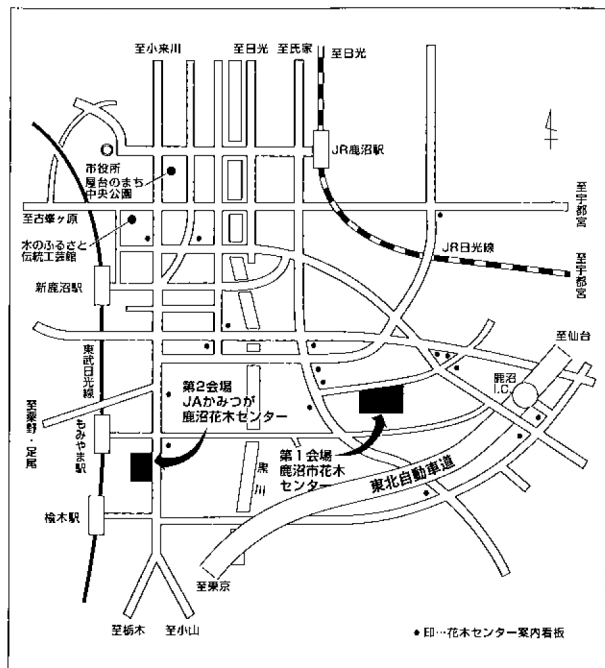 至小来川
至日光
至氏家
至日光
JR鹿沼駅
市役所
屋台のまち
中央公園
至古峯ヶ原
至宇都宮
木のふるさと
伝統工芸館
JR日光線
至宇都宮
新鹿沼駅
至仙台
東武日光線
第2会場
JAかみつが
鹿沼花木センター
鹿沼
I.C.
至粟野・足尾
もみやま駅
第1会場
鹿沼市花木
センター
黒川
東北自動車道
楡木駅
至東京
至栃木
至小山
●印…花木センター案内看板